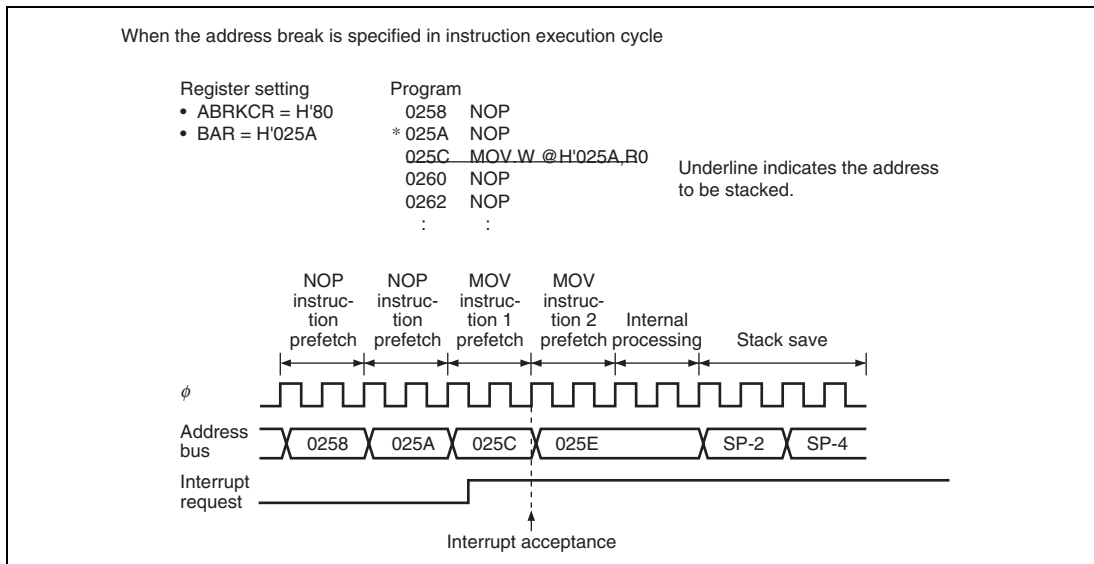 When the address break is specified in instruction execution cycle
Register setting
• ABRKCR = H'80
• BAR = H'025A
Program
0258 NOP
* 025A NOP
025C MOV.W @H'025A,R0
0260 NOP
0262 NOP
: :
Underline indicates the address
to be stacked.
NOP
instruc-
tion
prefetch
NOP
instruc-
tion
prefetch
MOV
instruc-
tion 1
prefetch
MOV
instruc-
tion 2
prefetch
Internal
processing
Stack save
φ
Address
bus
0258 025A 025C 025E SP-2 SP-4
Interrupt
request
Interrupt acceptance